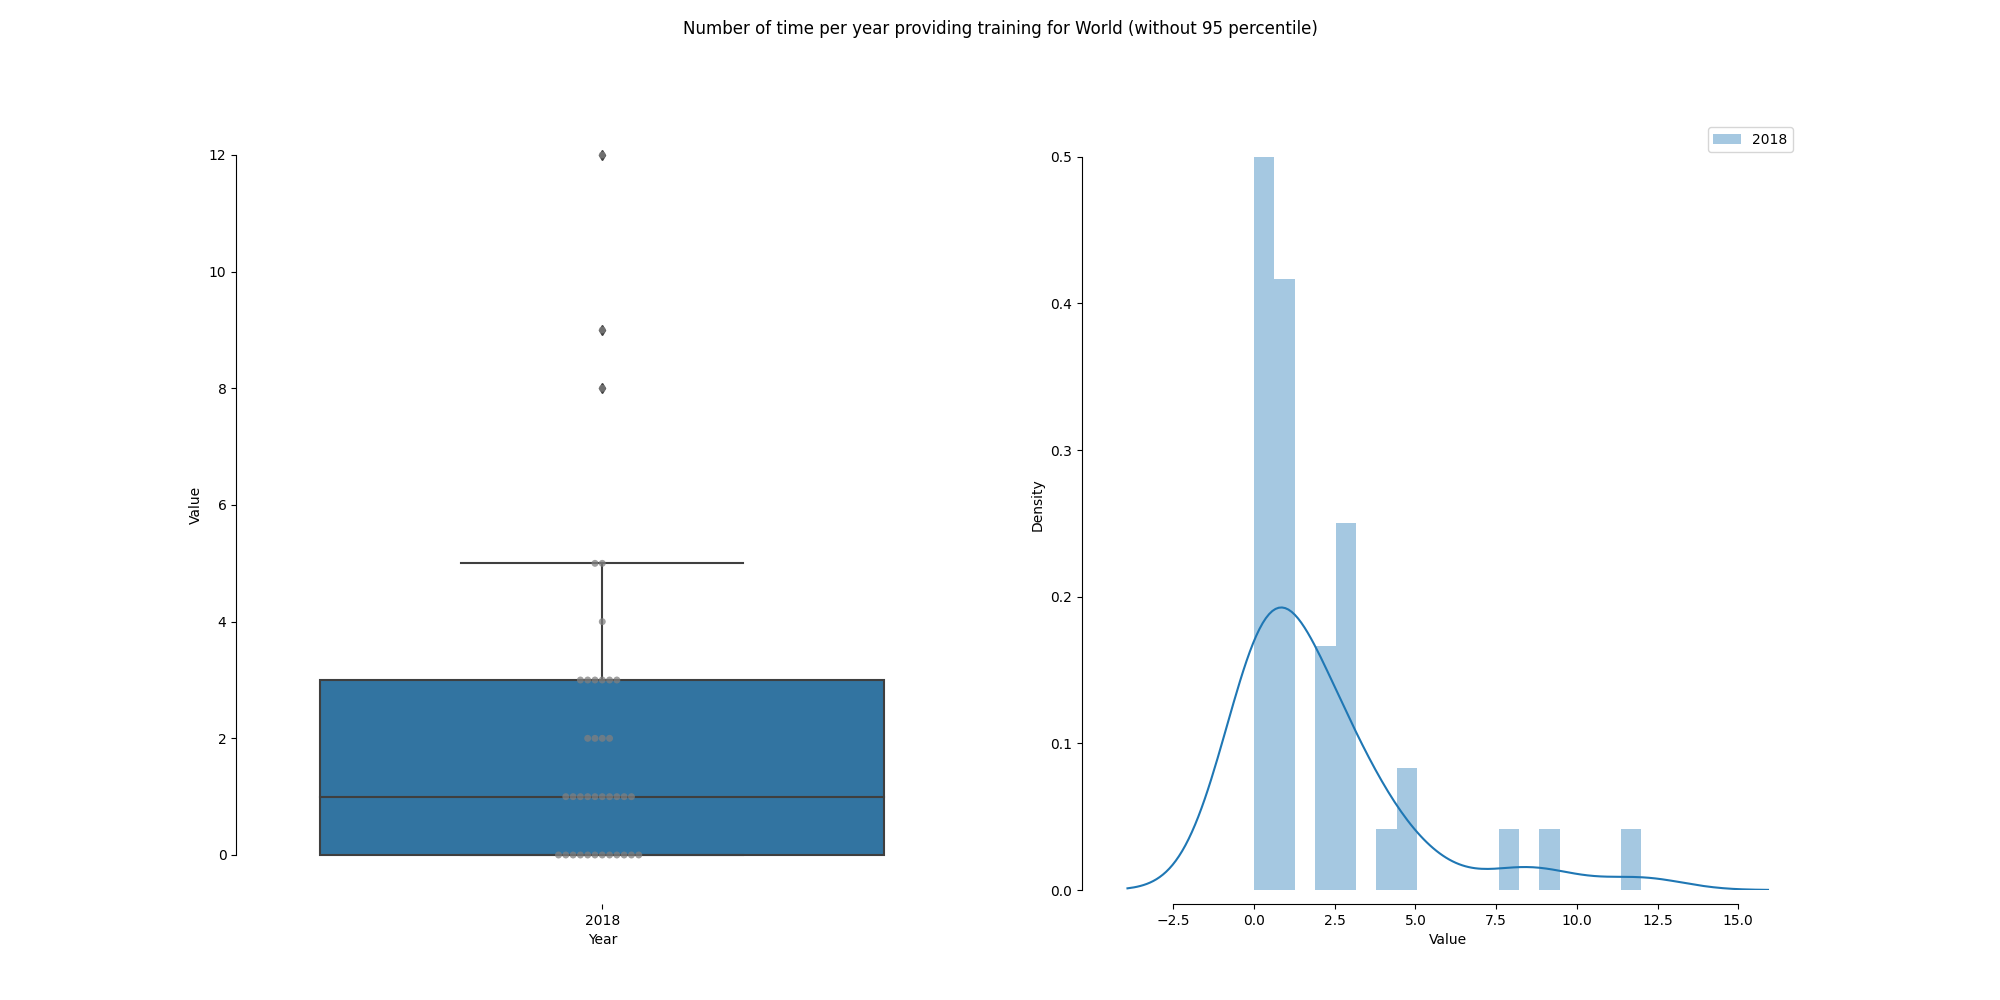 Number of time per year providing training for World (without 95 percentile)
12
10
8
6
4
2
0
Value
2018
Year
2018
0.5
0.4
0.3
0.2
0.1
0.0
Density
−2.5 0.0 2.5 5.0 7.5 10.0 12.5 15.0
Value